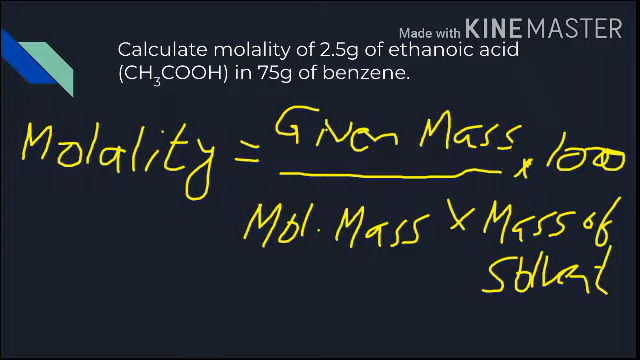 Made with KINEMASTER
Calculate molality of 2.5g of ethanoic acid
(CH₃COOH) in 75g of benzene.
Molality = Given Mass × 1000
Mol. Mass × Mass of
Solvent